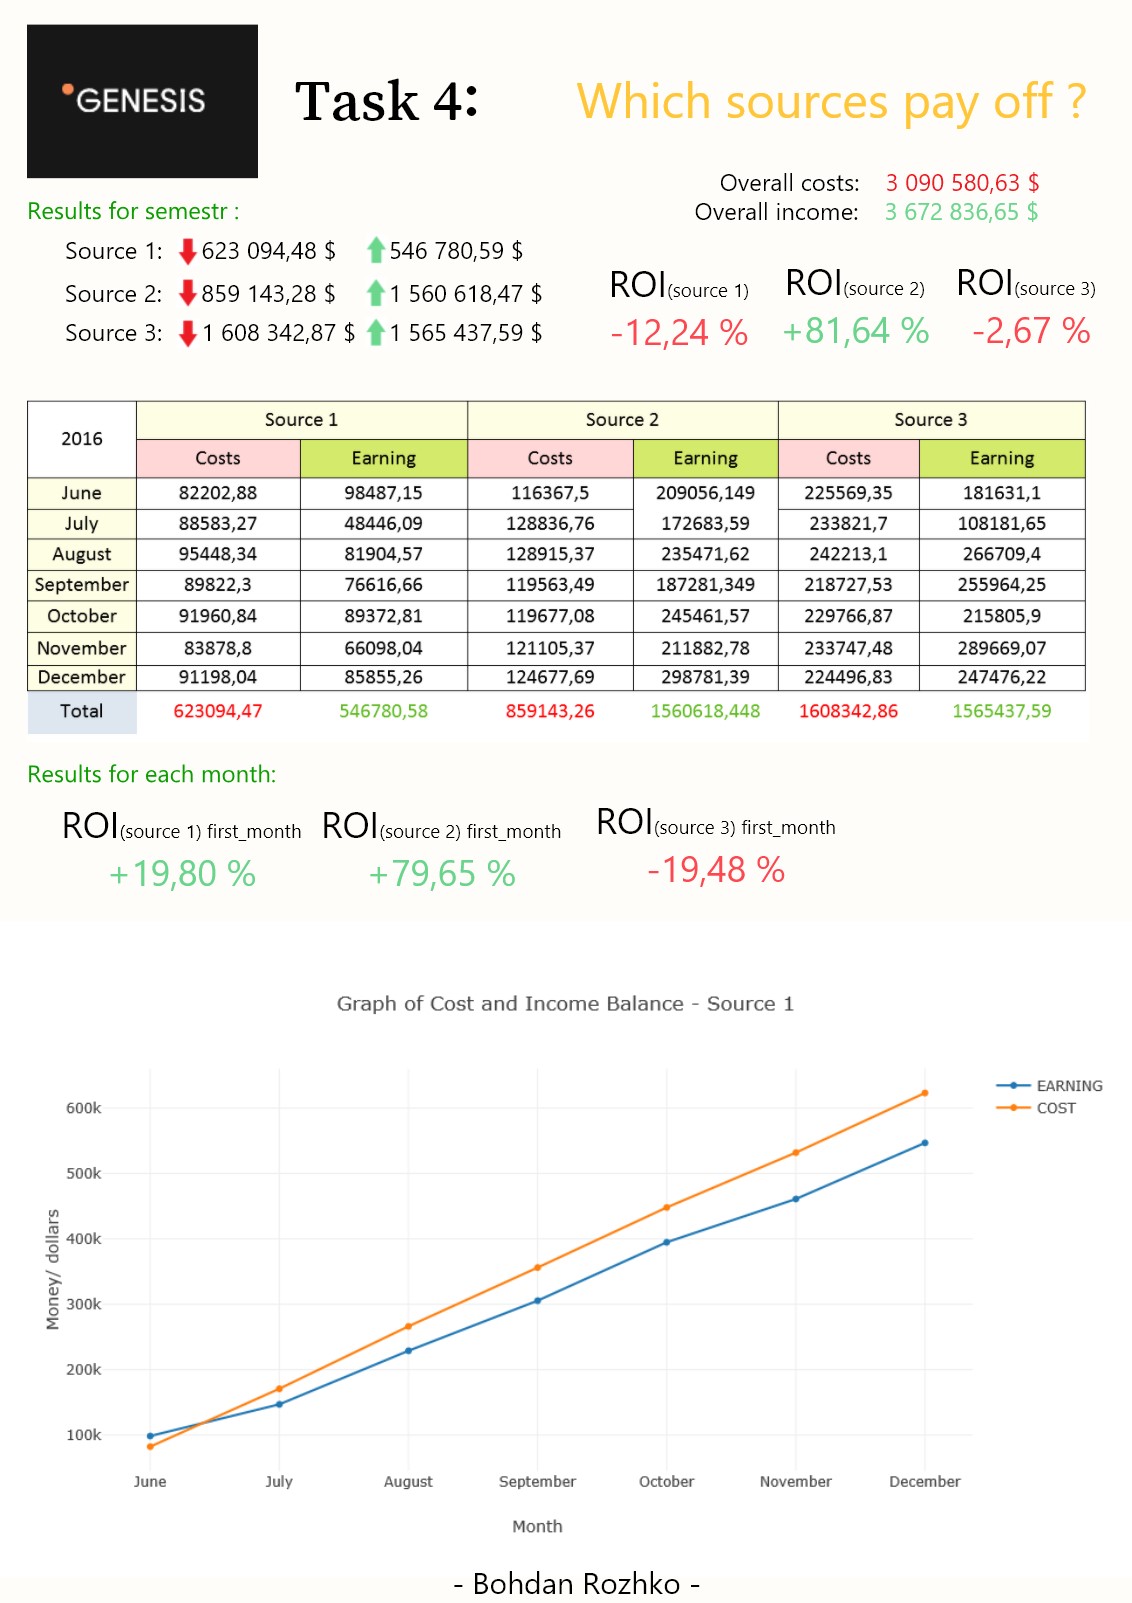 GENESIS
Task 4:
Which sources pay off ?
Overall costs: 3 090 580,63 $
Overall income: 3 672 836,65 $
Results for semestr :
Source 1: 623 094,48 $ 546 780,59 $
Source 2: 859 143,28 $ 1 560 618,47 $
Source 3: 1 608 342,87 $ 1 565 437,59 $
ROI(source 1) ROI(source 2) ROI(source 3)
-12,24 % +81,64 % -2,67 %
2016 Source 1 Source 2 Source 3
Costs Earning Costs Earning Costs Earning
June 82202,88 98487,15 116367,5 209056,149 225569,35 181631,1
July 88583,27 48446,09 128836,76 172683,59 233821,7 108181,65
August 95448,34 81904,57 128915,37 235471,62 242213,1 266709,4
September 89822,3 76616,66 119563,49 187281,349 218727,53 255964,25
October 91960,84 89372,81 119677,08 245461,57 229766,87 215805,9
November 83878,8 66098,04 121105,37 211882,78 233747,48 289669,07
December 91198,04 85855,26 124677,69 298781,39 224496,83 247476,22
Total 623094,47 546780,58 859143,26 1560618,448 1608342,86 1565437,59
Results for each month:
ROI(source 1) first_month ROI(source 2) first_month ROI(source 3) first_month
+19,80 % +79,65 % -19,48 %
Graph of Cost and Income Balance - Source 1
EARNING
COST
600k
500k
400k
300k
200k
100k
Money/ dollars
June July August September October November December
Month
- Bohdan Rozhko -